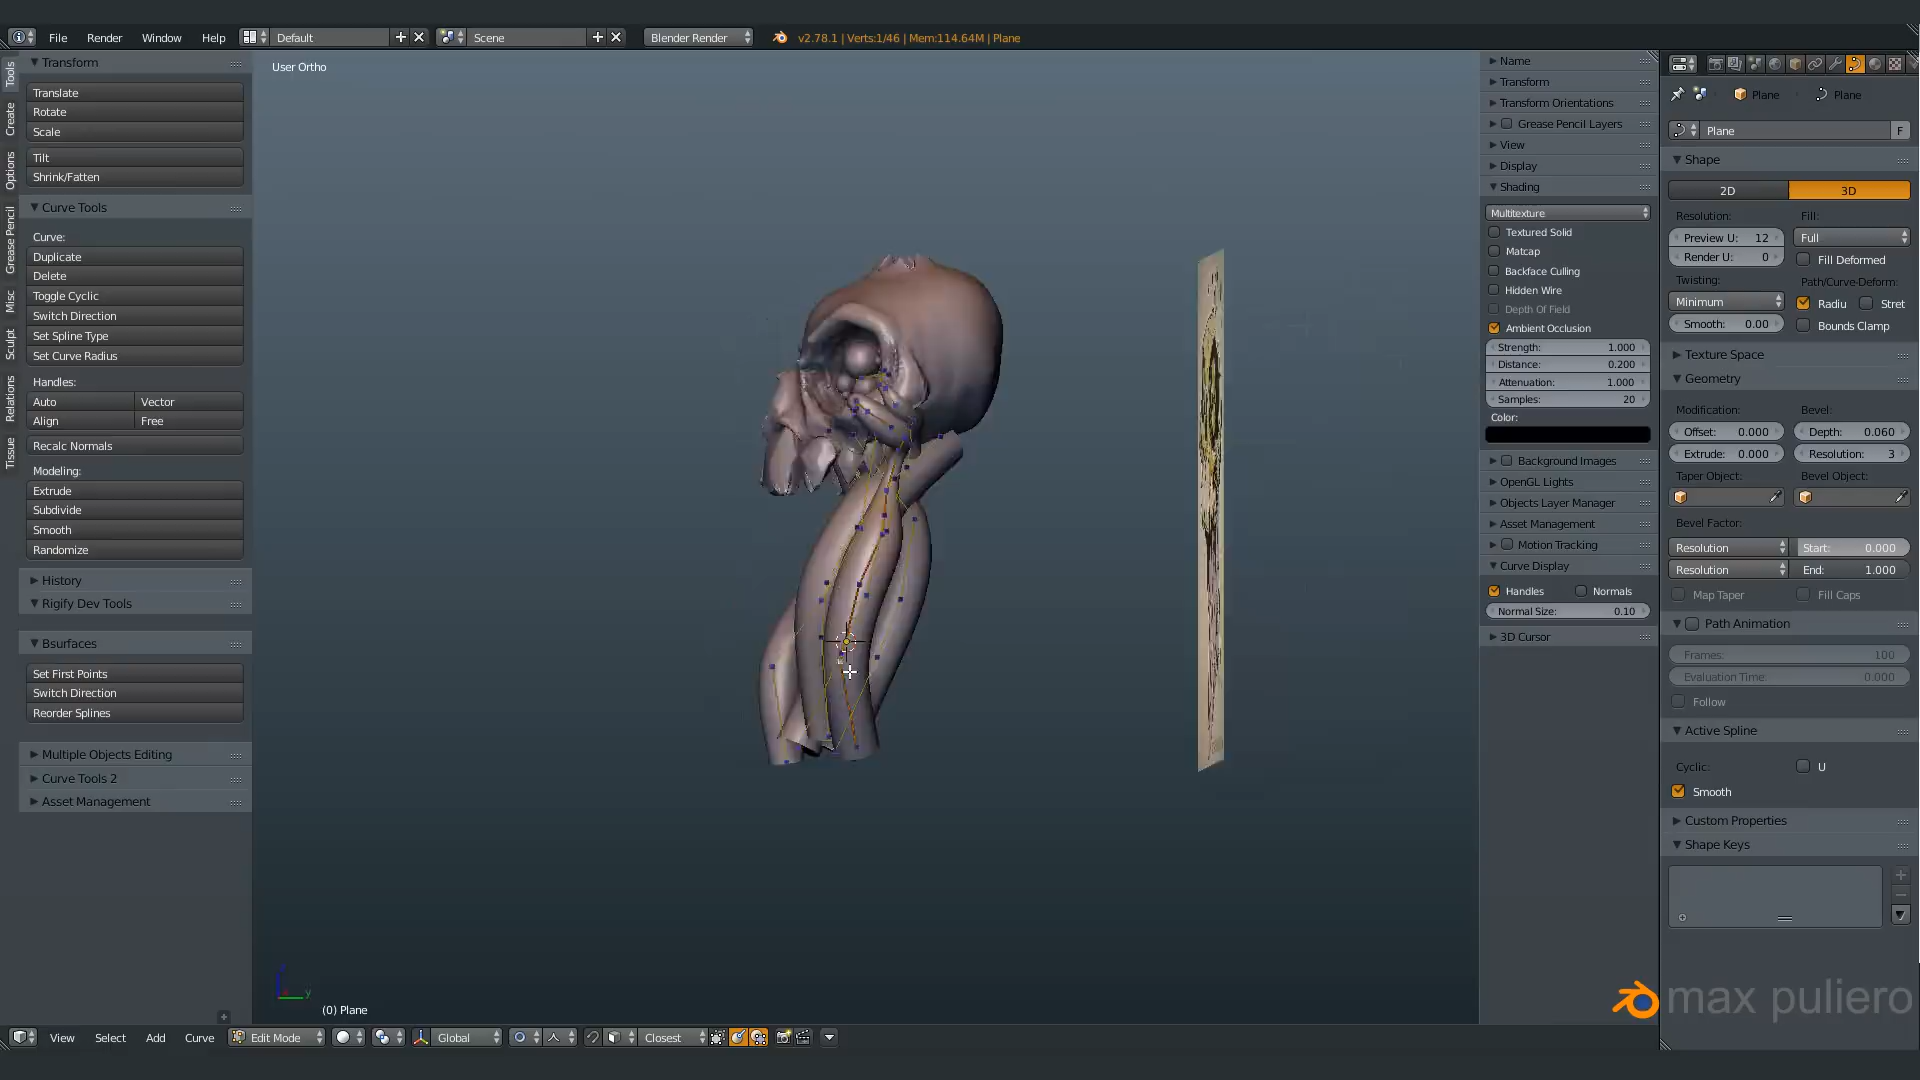 File
Render
Window
Help
Default
Scene
Blender Render
v2.78.1 | Verts:1/46 | Mem:114.64M | Plane
Tools
Create
Options
Grease Pencil
Misc
Sculpt
Relations
Tissue
Transform
Translate
Rotate
Scale
Tilt
Shrink/Fatten
Curve Tools
Curve:
Duplicate
Delete
Toggle Cyclic
Switch Direction
Set Spline Type
Set Curve Radius
Handles:
Auto
Vector
Align
Free
Recalc Normals
Modeling:
Extrude
Subdivide
Smooth
Randomize
History
Rigify Dev Tools
Bsurfaces
Set First Points
Switch Direction
Reorder Splines
Multiple Objects Editing
Curve Tools 2
Asset Management
User Ortho
y
(0) Plane
Name
Transform
Transform Orientations
Grease Pencil Layers
View
Display
Shading
Multitexture
Textured Solid
Matcap
Backface Culling
Hidden Wire
Depth Of Field
Ambient Occlusion
Strength: 1.000
Distance: 0.200
Attenuation: 1.000
Samples: 20
Color:
Background Images
OpenGL Lights
Objects Layer Manager
Asset Management
Motion Tracking
Curve Display
Handles
Normals
Normal Size: 0.10
3D Cursor
Plane
Plane
Plane
F
Shape
2D
3D
Resolution:
Fill:
Preview U: 12
Full
Render U: 0
Fill Deformed
Twisting:
Path/Curve-Deform:
Minimum
Radiu
Stret
Smooth: 0.00
Bounds Clamp
Texture Space
Geometry
Modification:
Bevel:
Offset: 0.000
Depth: 0.060
Extrude: 0.000
Resolution: 3
Taper Object:
Bevel Object:
Bevel Factor:
Resolution
Start: 0.000
Resolution
End: 1.000
Map Taper
Fill Caps
Path Animation
Frames: 100
Evaluation Time: 0.000
Follow
Active Spline
Cyclic:
U
Smooth
Custom Properties
Shape Keys
max puliero
View
Select
Add
Curve
Edit Mode
Global
Closest